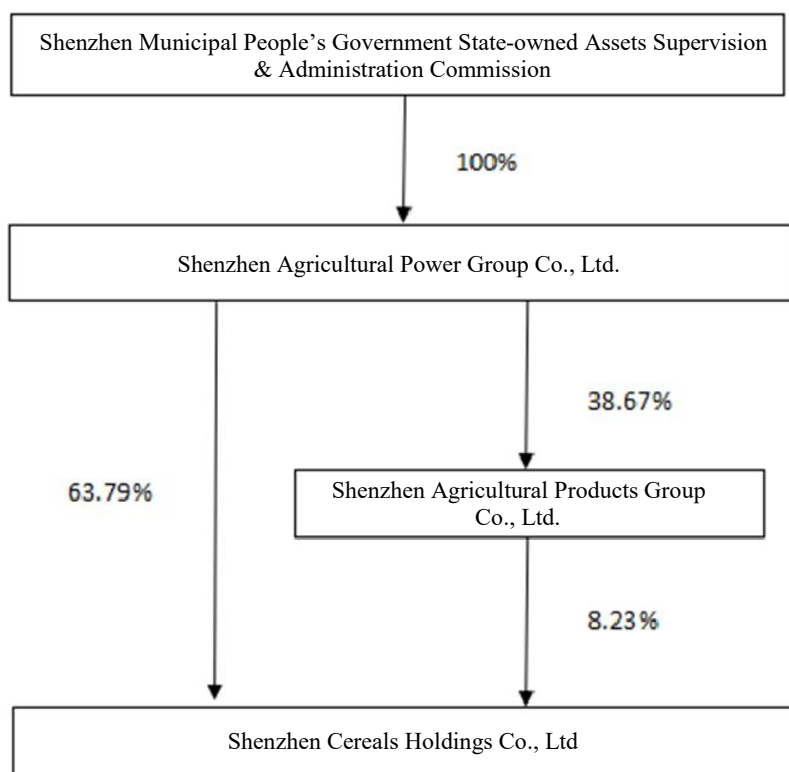 Shenzhen Municipal People’s Government State-owned Assets Supervision
& Administration Commission
100%
Shenzhen Agricultural Power Group Co., Ltd.
38.67%
63.79%
Shenzhen Agricultural Products Group
Co., Ltd.
8.23%
Shenzhen Cereals Holdings Co., Ltd